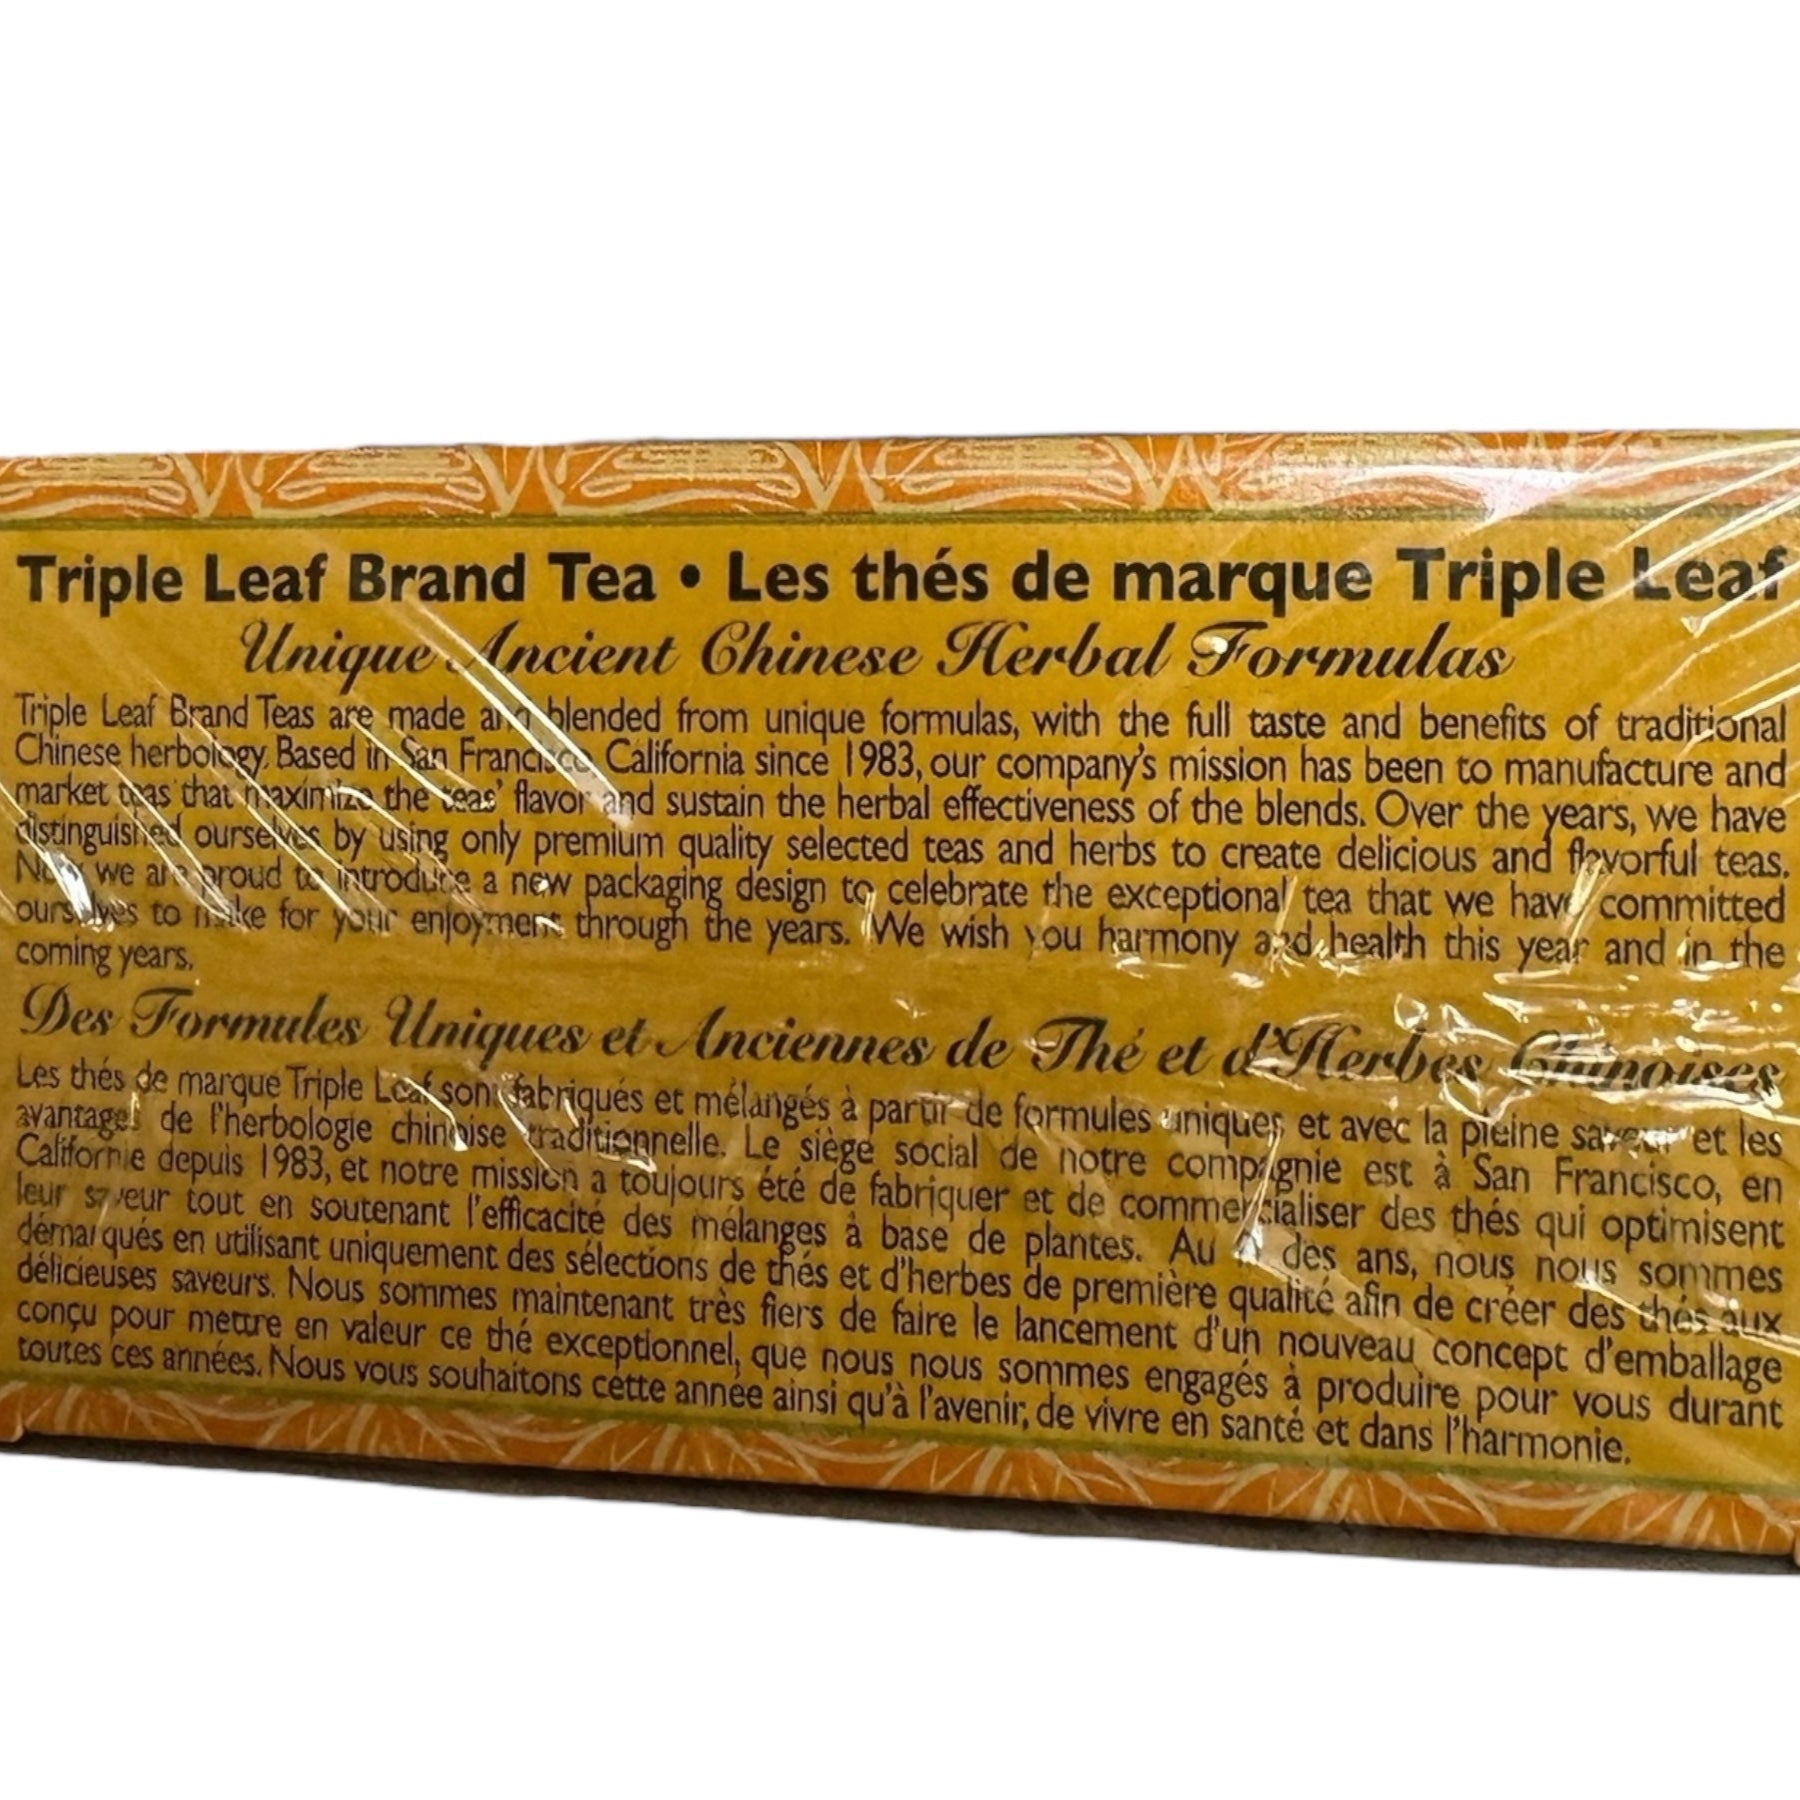 Triple Leaf Brand Tea • Les thés de marque Triple Leaf
Unique Ancient Chinese Herbal Formulas
Triple Leaf Brand Teas are made and blended from unique formulas, with the full taste and benefits of traditional
Chinese herbology. Based in San Francisco, California since 1983, our company's mission has been to manufacture and
market teas that maximize the teas' flavor and sustain the herbal effectiveness of the blends. Over the years, we have
distinguished ourselves by using only premium quality selected teas and herbs to create delicious and flavorful teas.
Now we are proud to introduce a new packaging design to celebrate the exceptional tea that we have committed
ourselves to make for your enjoyment through the years. We wish you harmony and health this year and in the
coming years.
Des Formules Uniques et Anciennes de Thé et d'Herbes Chinoises
Les thés de marque Triple Leaf sont fabriqués et mélangés à partir de formules uniques et avec la pleine saveur et les
avantages de l'herbologie chinoise traditionnelle. Le siège social de notre compagnie est à San Francisco, en
Californie depuis 1983, et notre mission a toujours été de fabriquer et de commercialiser des thés qui optimisent
leur saveur tout en soutenant l'efficacité des mélanges à base de plantes. Au fil des ans, nous nous sommes
démarqués en utilisant uniquement des sélections de thés et d'herbes de première qualité afin de créer des thés aux
délicieuses saveurs. Nous sommes maintenant très fiers de faire le lancement d'un nouveau concept d'emballage
conçu pour mettre en valeur ce thé exceptionnel, que nous nous sommes engagés à produire pour vous durant
toutes ces années. Nous vous souhaitons cette année ainsi qu'à l'avenir, de vivre en santé et dans l'harmonie.